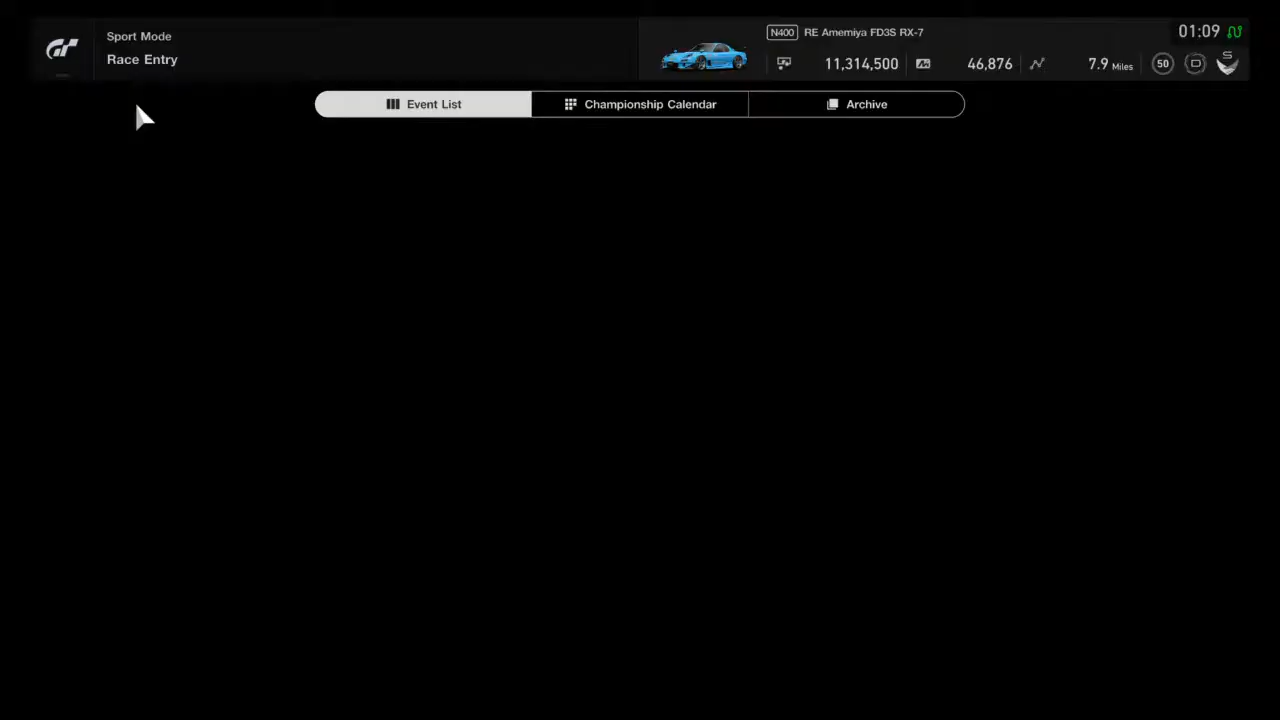 Sport Mode
Race Entry
N400 RE Amemiya FD3S RX-7
01:09
11,314,500
46,876
7.9 Miles
50
D
S
Event List
Championship Calendar
Archive